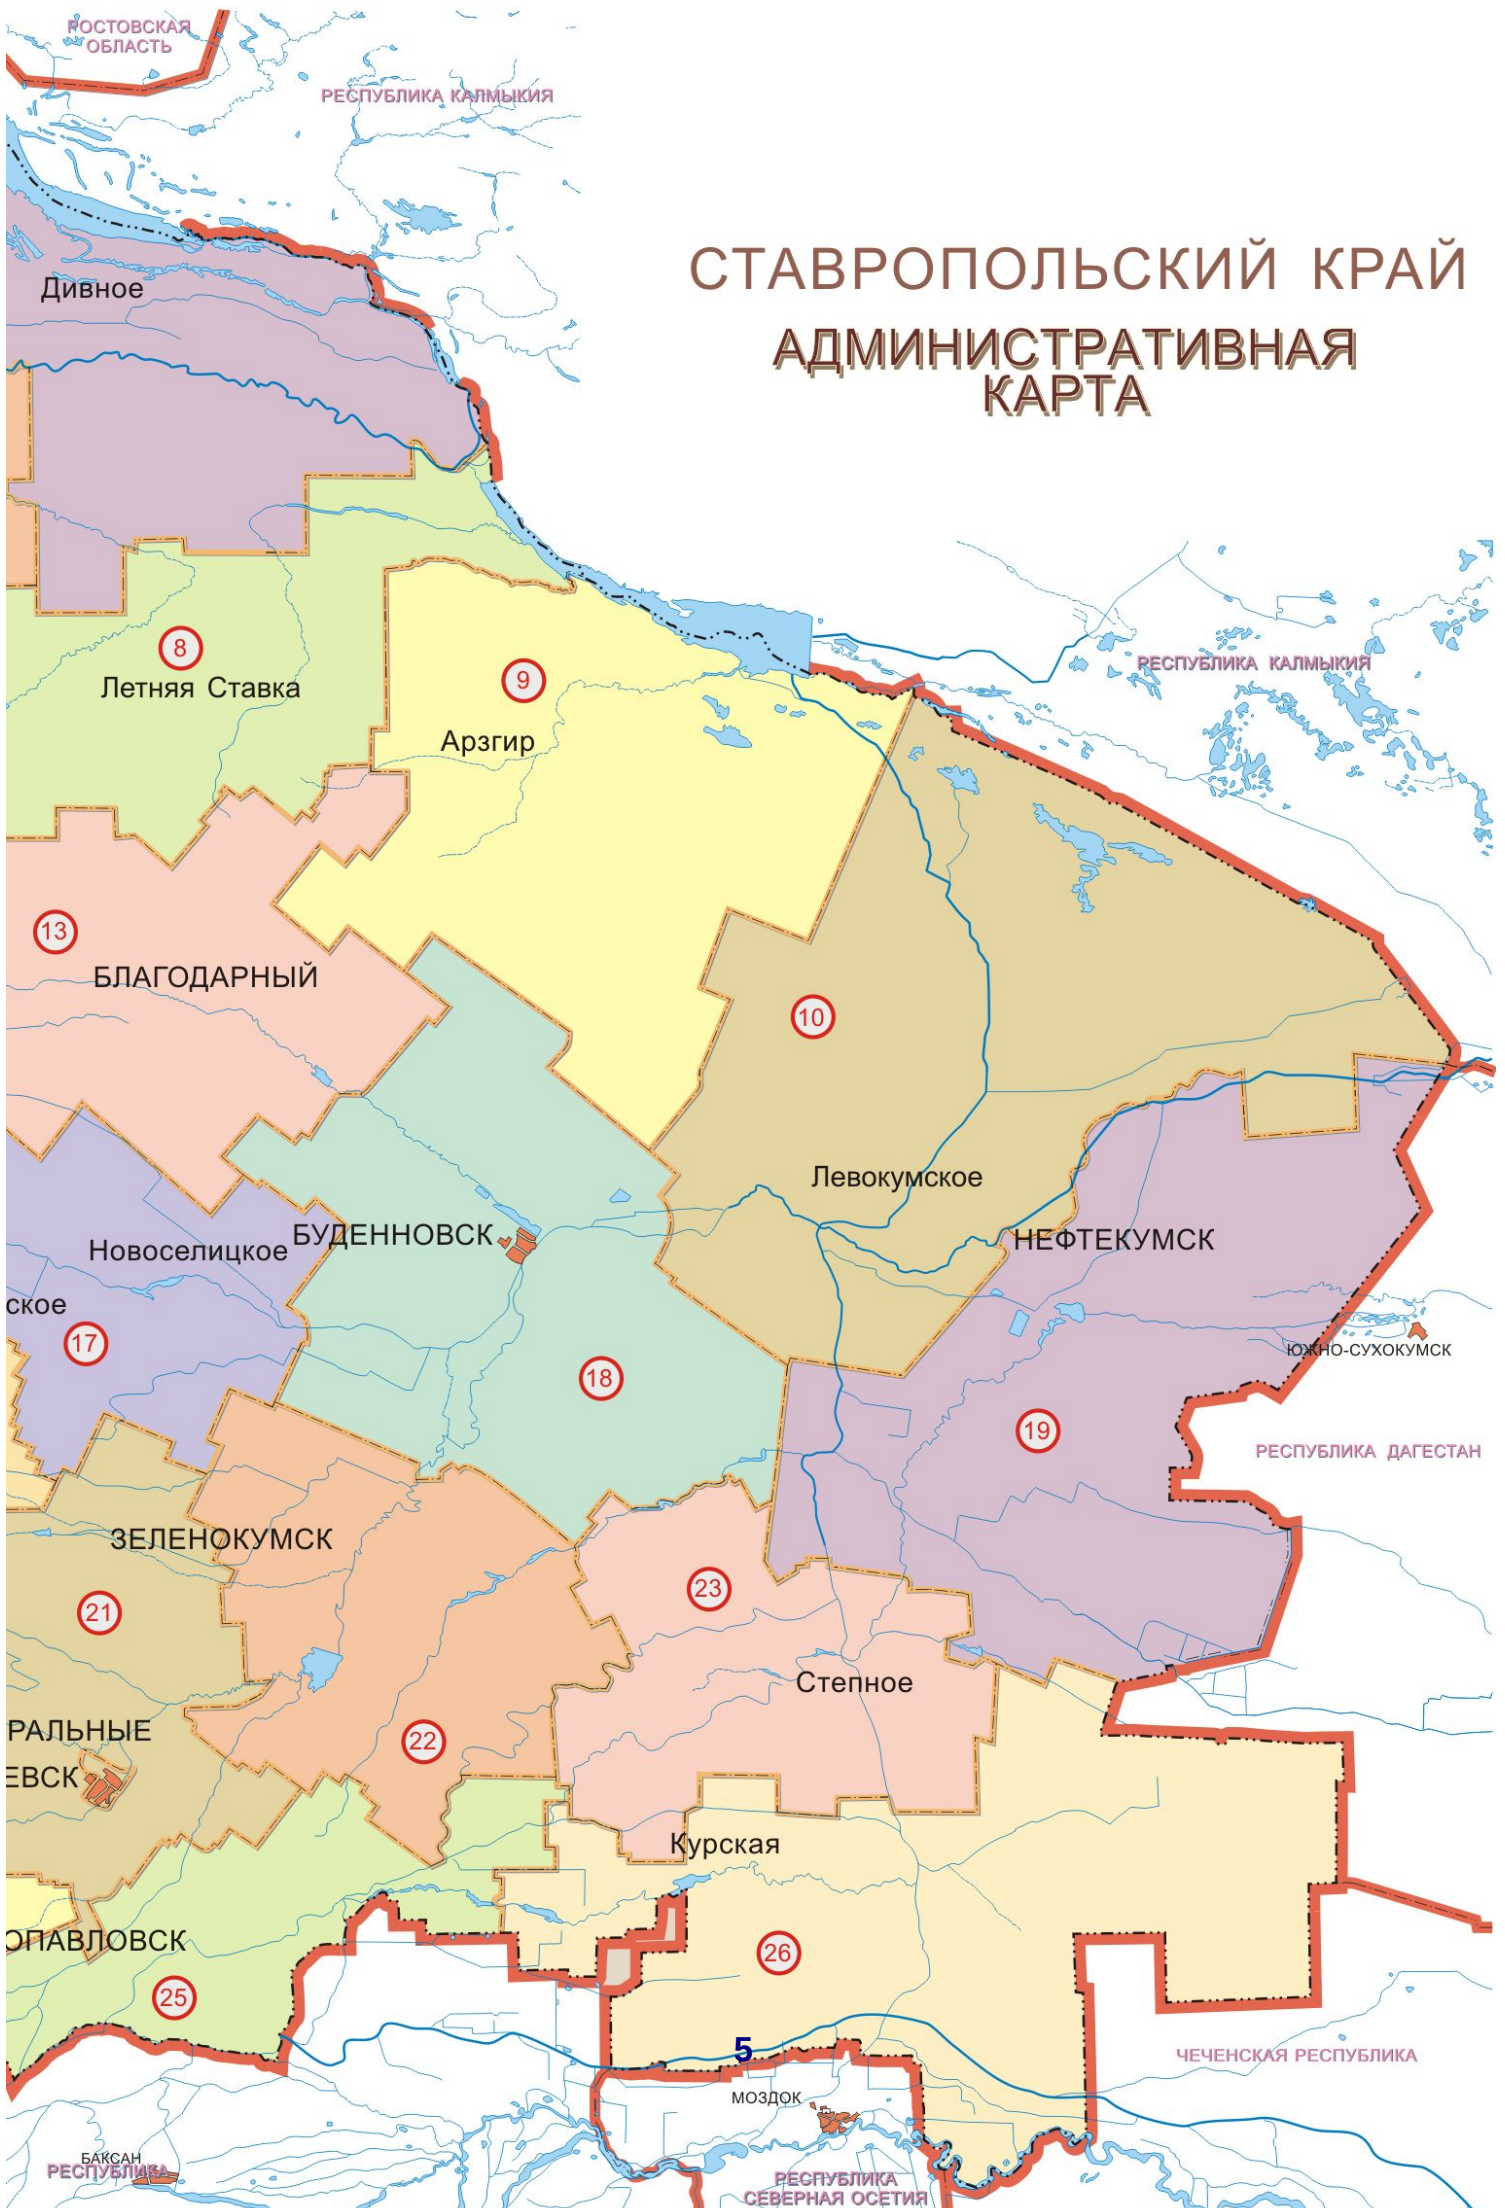 РОСТОВСКАЯ
ОБЛАСТЬ
РЕСПУБЛИКА КАЛМЫКИЯ
СТАВРОПОЛЬСКИЙ КРАЙ
АДМИНИСТРАТИВНАЯ
КАРТА
Дивное
8
Летняя Ставка
9
Арзгир
РЕСПУБЛИКА КАЛМЫКИЯ
13
БЛАГОДАРНЫЙ
10
Левокумское
НЕФТЕКУМСК
БУДЕННОВСК
Новоселицкое
ское
17
18
ЮЖНО-СУХОКУМСК
19
РЕСПУБЛИКА ДАГЕСТАН
ЗЕЛЕНОКУМСК
21
23
Степное
РАЛЬНЫЕ
ЕВСК
22
Курская
ОПАВЛОВСК
25
26
5
ЧЕЧЕНСКАЯ РЕСПУБЛИКА
МОЗДОК
БАКСАН
РЕСПУБЛИКА
РЕСПУБЛИКА
СЕВЕРНАЯ ОСЕТИЯ